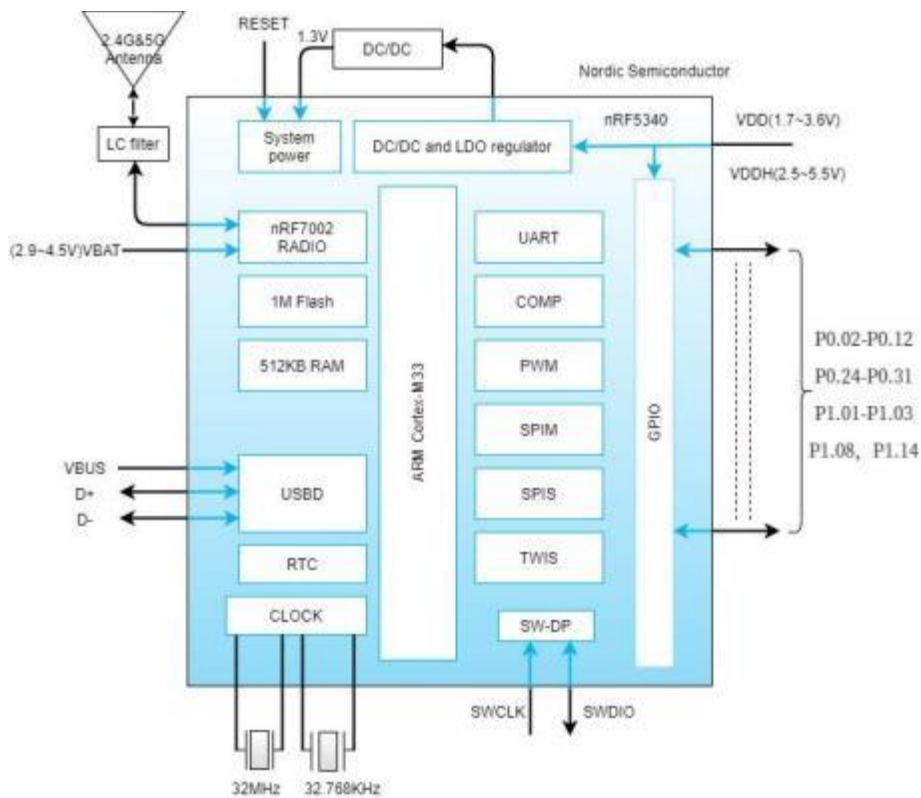 RESET
2.4G&5G
Antenna
1.3V
DC/DC
Nordic Semiconductor
LC filter
System
power
DC/DC and LDO regulator
nRF5340
VDD(1.7~3.6V)
VDDH(2.5~5.5V)
nRF7002
RADIO
(2.9~4.5V)VBAT
UART
1M Flash
COMP
512KB RAM
PWM
ARM Cortex-M33
GPIO
P0.02-P0.12
P0.24-P0.31
P1.01-P1.03
P1.08, P1.14
SPIM
VBUS
D+
D-
USBD
SPIS
RTC
TWIS
CLOCK
SW-DP
SWCLK
SWDIO
32MHz
32.768KHz